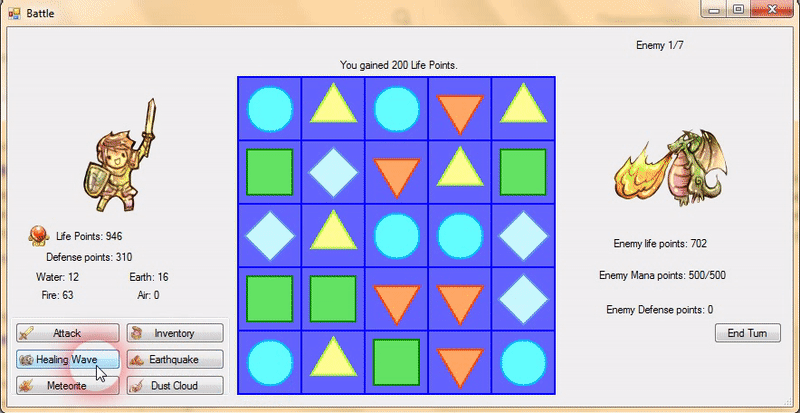 Battle
Enemy 1/7
You gained 200 Life Points.
Life Points: 946
Defense points: 310
Water: 12 Earth: 16
Fire: 63 Air: 0
Attack Inventory
Healing Wave Earthquake
Meteorite Dust Cloud
Enemy life points: 702
Enemy Mana points: 500/500
Enemy Defense points: 0
End Turn